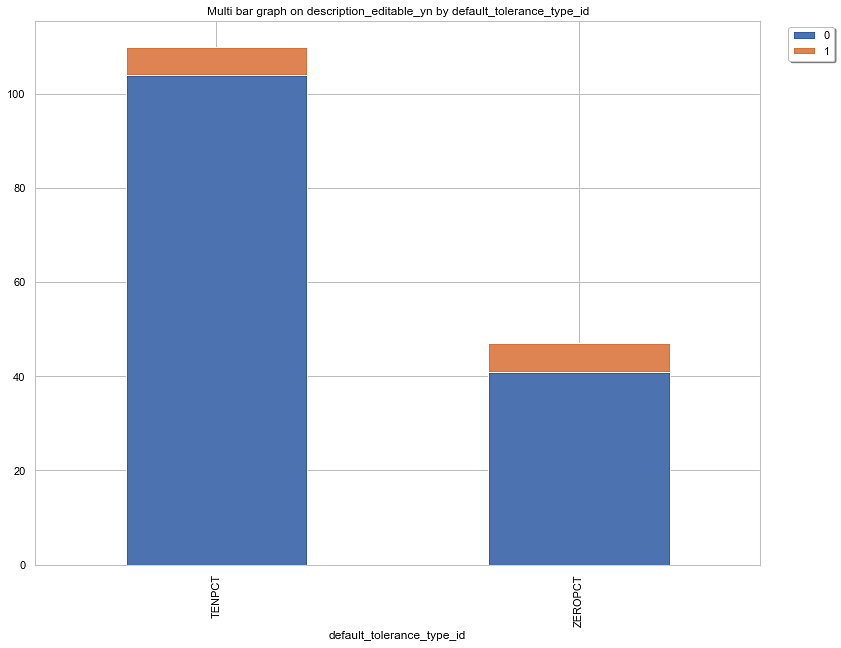 Multi bar graph on description_editable_yn by default_tolerance_type_id
0
1
100
80
60
40
20
0
TENPCT
ZEROPCT
default_tolerance_type_id